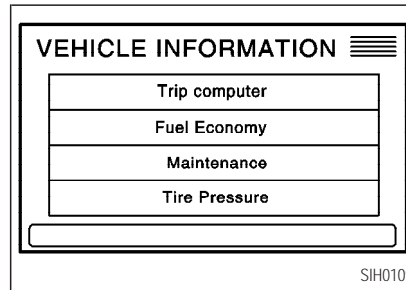 VEHICLE INFORMATION
Trip computer
Fuel Economy
Maintenance
Tire Pressure
SIH010